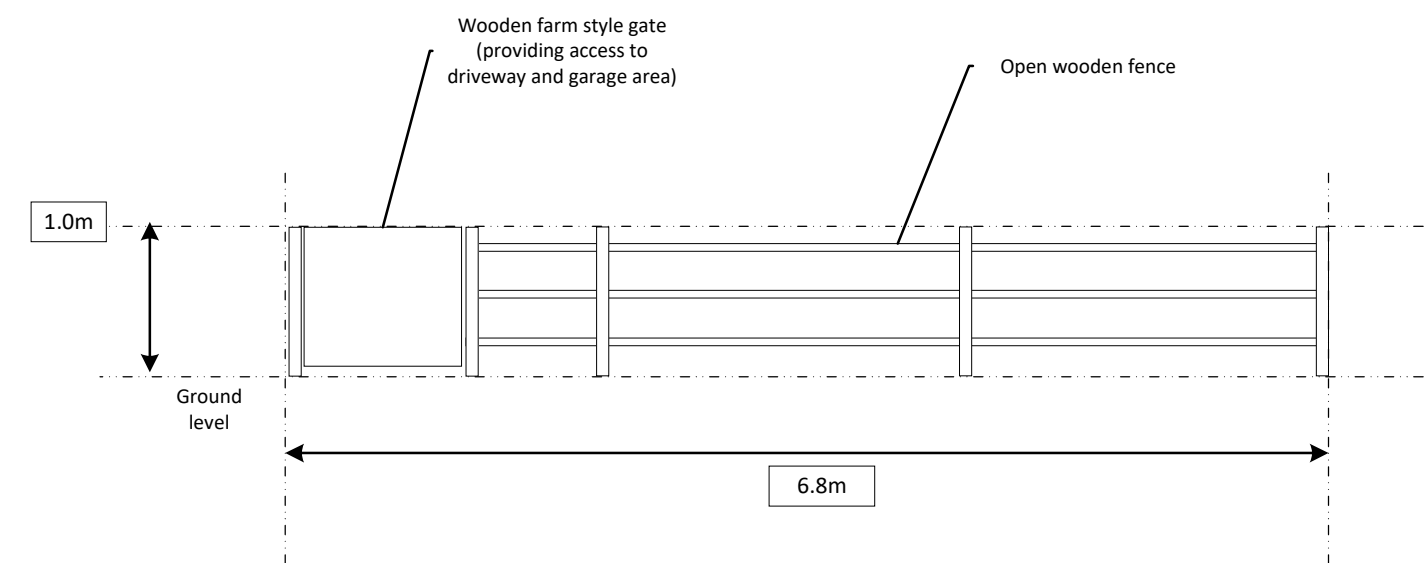 Wooden farm style gate
(providing access to
driveway and garage area)
Open wooden fence
1.0m
Ground
level
6.8m